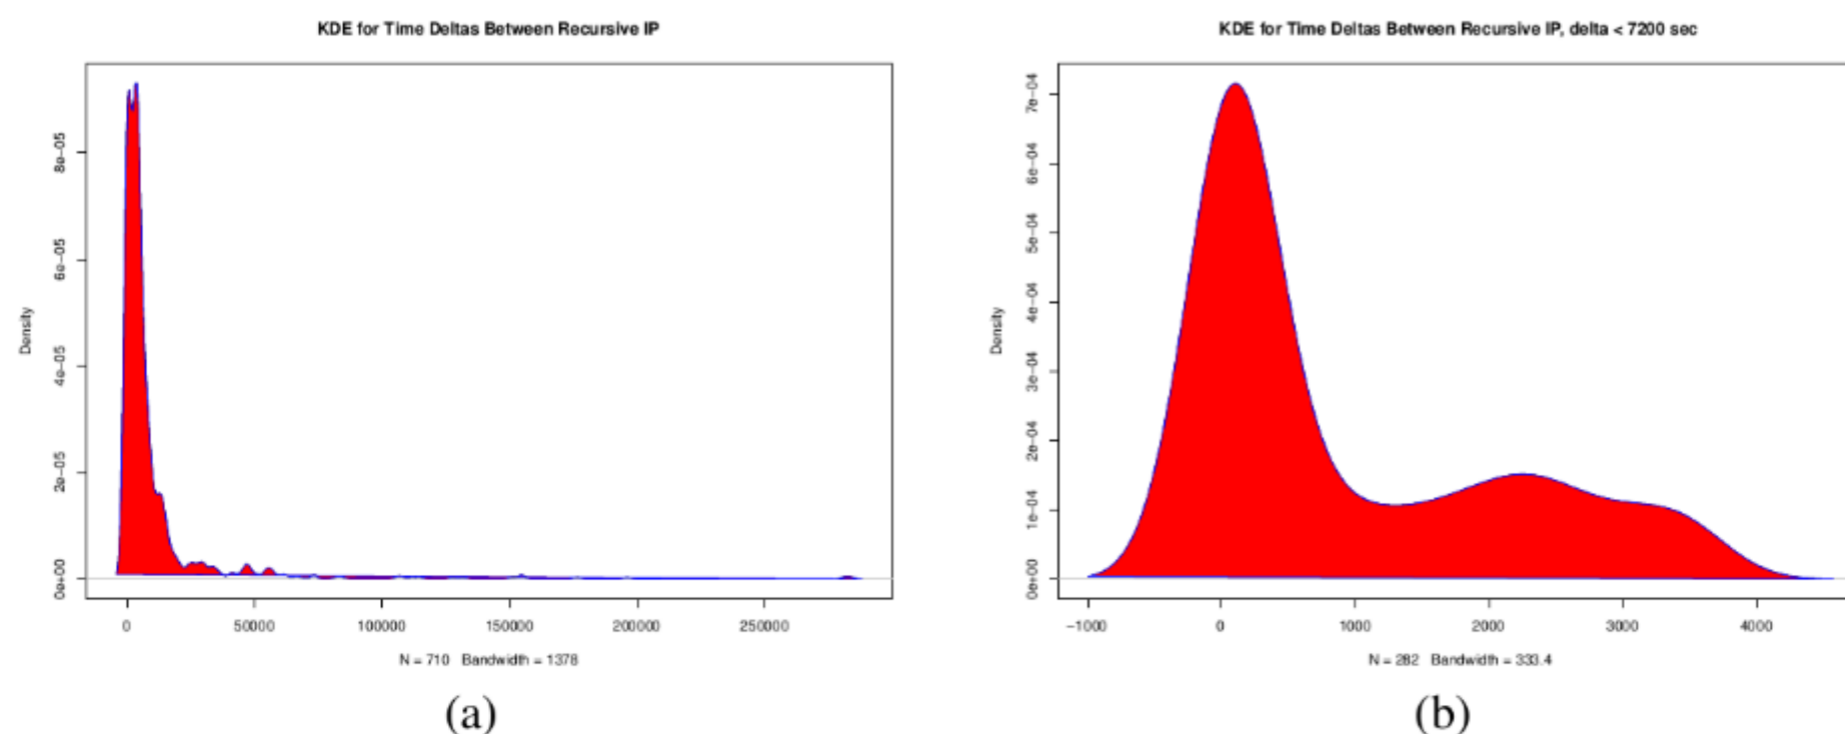 KDE for Time Deltas Between Recursive IP
Density
8e−05
6e−05
4e−05
2e−05
0e+00
0 50000 100000 150000 200000 250000
N = 710 Bandwidth = 1378
(a)
KDE for Time Deltas Between Recursive IP, delta < 7200 sec
Density
7e−04
6e−04
5e−04
4e−04
3e−04
2e−04
1e−04
0e+00
−1000 0 1000 2000 3000 4000
N = 282 Bandwidth = 333.4
(b)